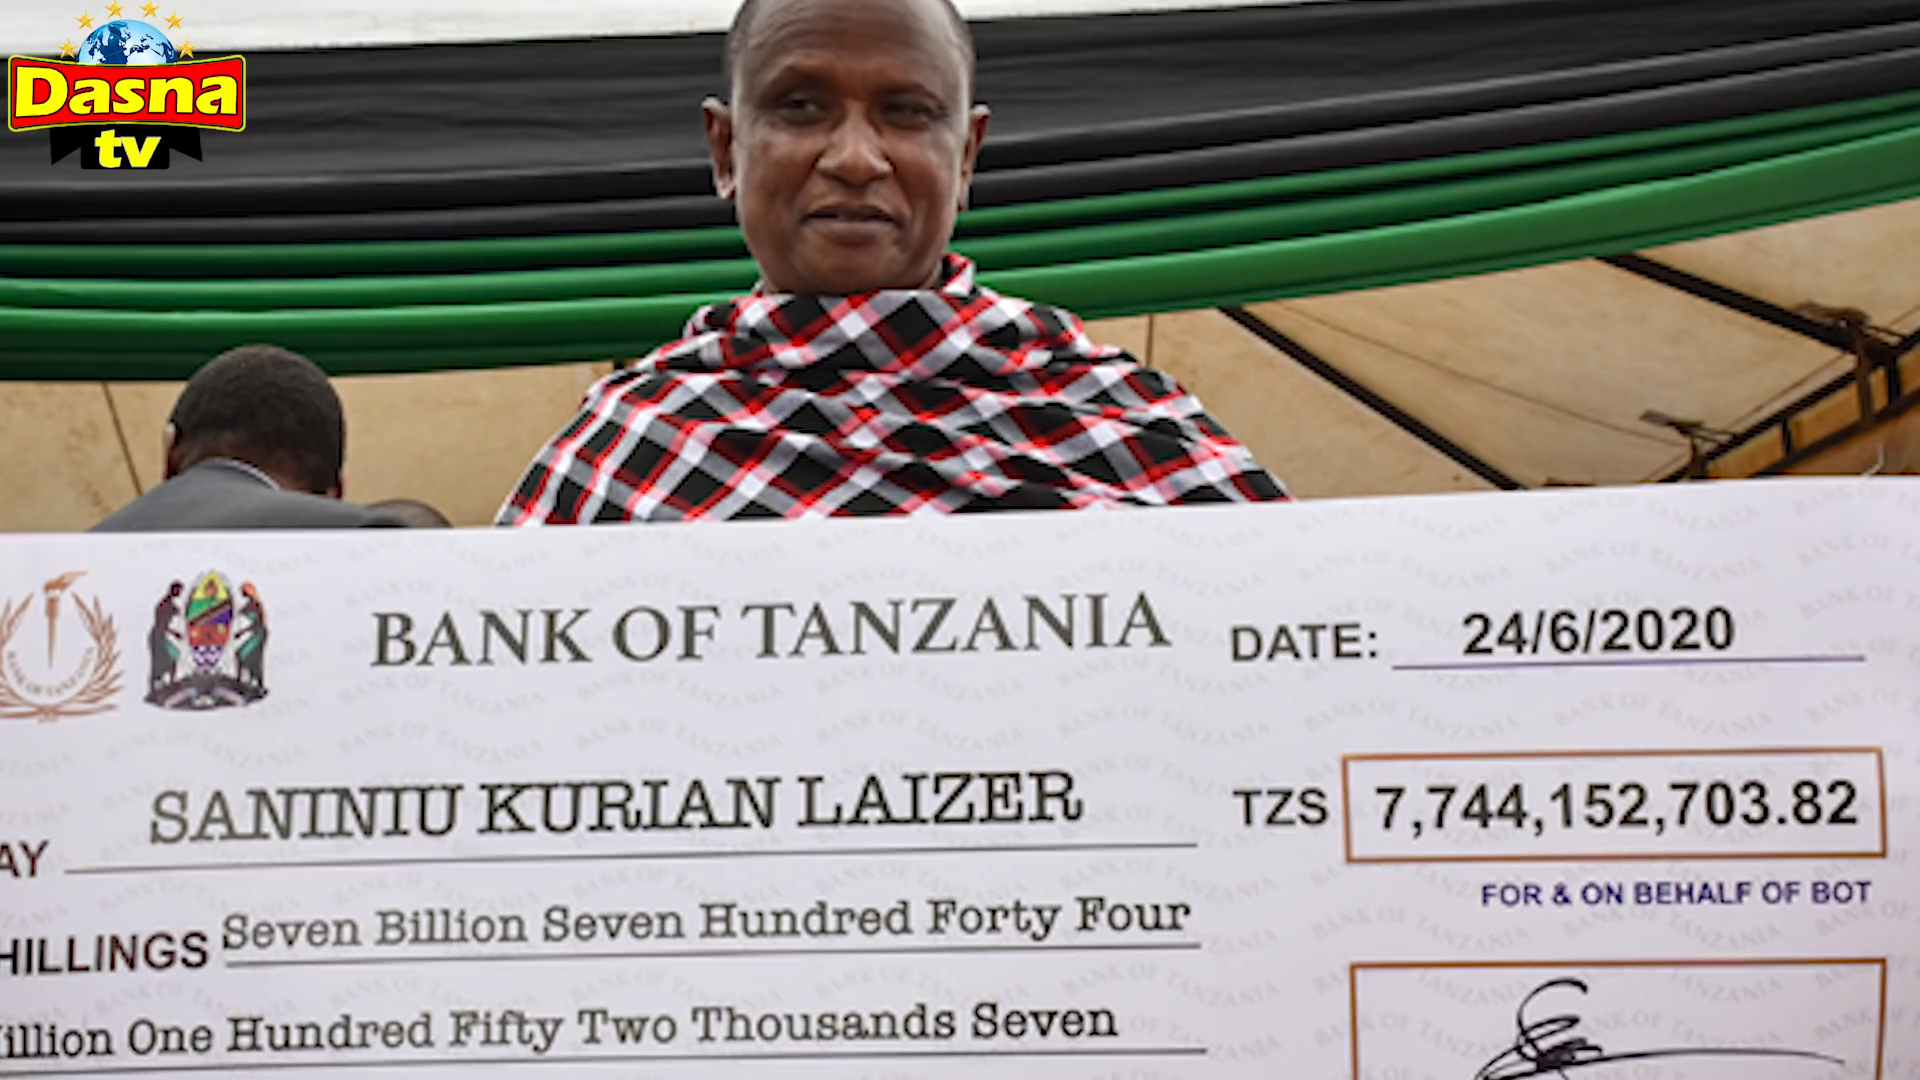 Dasna
tv
BANK OF TANZANIA
DATE: 24/6/2020
AY SANINIU KURIAN LAIZER
TZS 7,744,152,703.82
FOR & ON BEHALF OF BOT
HILLINGS Seven Billion Seven Hundred Forty Four
illion One Hundred Fifty Two Thousands Seven